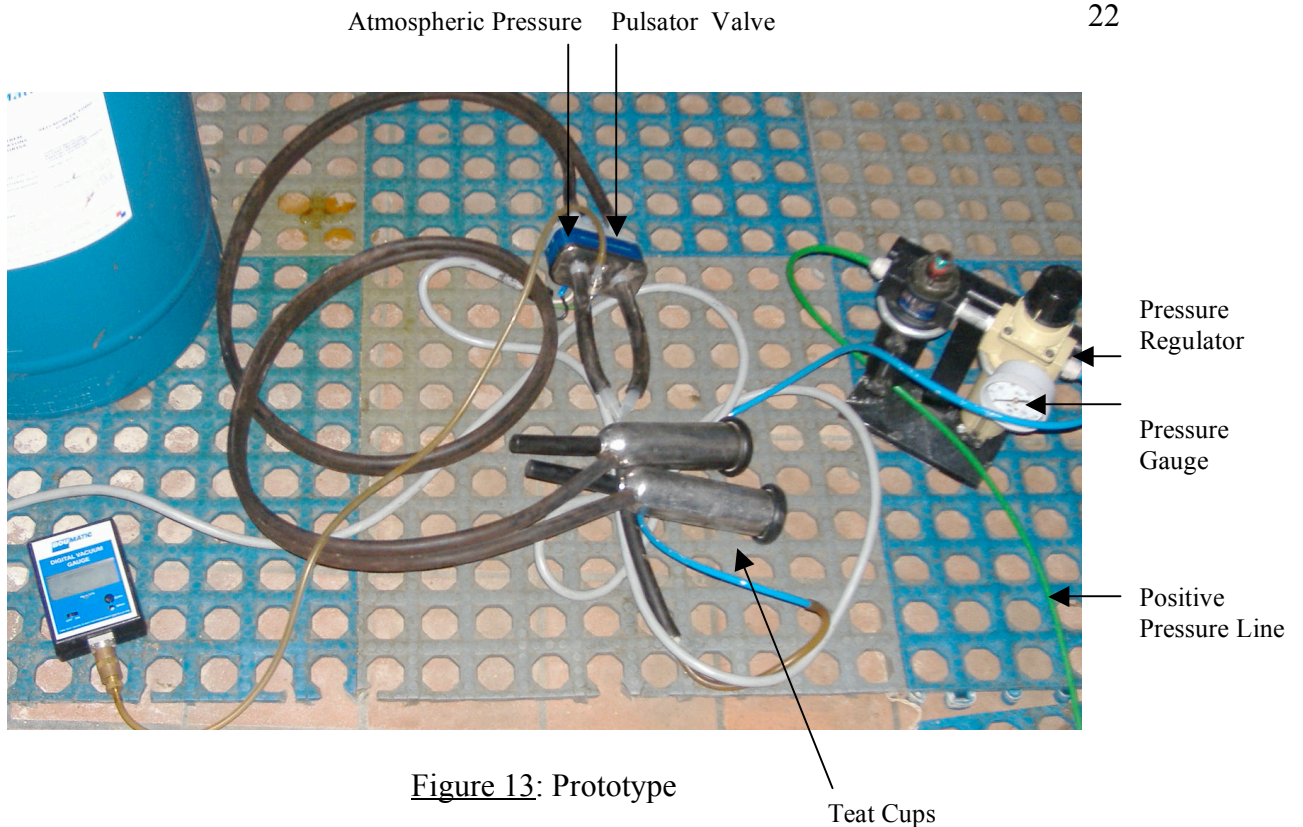 22
Atmospheric Pressure
Pulsator Valve
Pressure
Regulator
Pressure
Gauge
Positive
Pressure Line
DIGITAL VACUUM
GAUGE
Figure 13: Prototype
Teat Cups